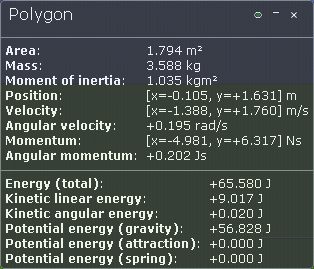 Polygon
Area: 1.794 m²
Mass: 3.588 kg
Moment of inertia: 1.035 kgm²
Position: [x=-0.105, y=+1.631] m
Velocity: [x=-1.388, y=+1.760] m/s
Angular velocity: +0.195 rad/s
Momentum: [x=-4.981, y=+6.317] Ns
Angular momentum: +0.202 Js
Energy (total): +65.580 J
Kinetic linear energy: +9.017 J
Kinetic angular energy: +0.020 J
Potential energy (gravity): +56.828 J
Potential energy (attraction): +0.000 J
Potential energy (spring): +0.000 J